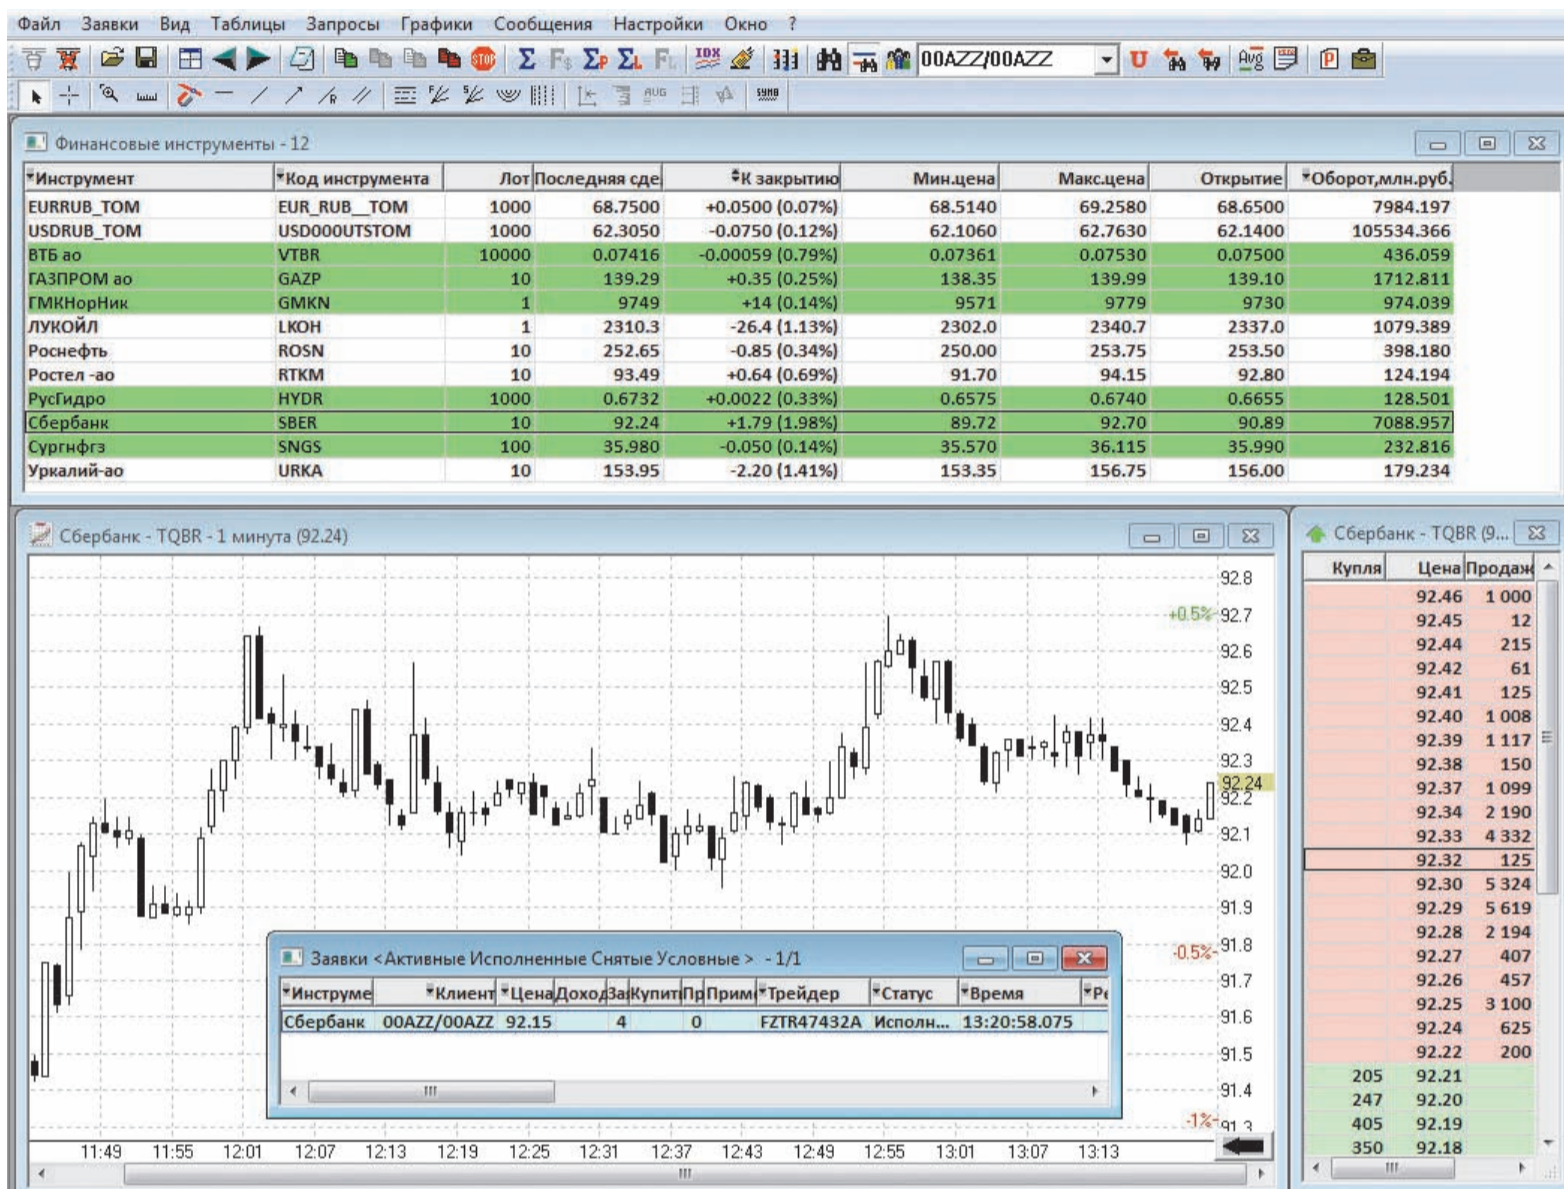 Файл Заявки Вид Таблицы Запросы Графики Сообщения Настройки Окно ?
STOP Σ F$ ΣP ΣL FL IDX 00AZZ/00AZZ U Avg P
R F S AUG SYMB
Финансовые инструменты - 12
Инструмент Код инструмента Лот Последняя сде К закрытию Мин.цена Макс.цена Открытие Оборот,млн.руб.
EURRUB_TOM EUR_RUB__TOM 1000 68.7500 +0.0500 (0.07%) 68.5140 69.2580 68.6500 7984.197
USDRUB_TOM USD000UTSTOM 1000 62.3050 -0.0750 (0.12%) 62.1060 62.7630 62.1400 105534.366
ВТБ ао VTBR 10000 0.07416 -0.00059 (0.79%) 0.07361 0.07530 0.07500 436.059
ГАЗПРОМ ао GAZP 10 139.29 +0.35 (0.25%) 138.35 139.99 139.10 1712.811
ГМКНорНик GMKN 1 9749 +14 (0.14%) 9571 9779 9730 974.039
ЛУКОЙЛ LKOH 1 2310.3 -26.4 (1.13%) 2302.0 2340.7 2337.0 1079.389
Роснефть ROSN 10 252.65 -0.85 (0.34%) 250.00 253.75 253.50 398.180
Ростел -ао RTKM 10 93.49 +0.64 (0.69%) 91.70 94.15 92.80 124.194
РусГидро HYDR 1000 0.6732 +0.0022 (0.33%) 0.6575 0.6740 0.6655 128.501
Сбербанк SBER 10 92.24 +1.79 (1.98%) 89.72 92.70 90.89 7088.957
Сургнфгз SNGS 100 35.980 -0.050 (0.14%) 35.570 36.115 35.990 232.816
Уркалий-ао URKA 10 153.95 -2.20 (1.41%) 153.35 156.75 156.00 179.234
Сбербанк - TQBR - 1 минута (92.24)
92.8
+0.5% 92.7
92.6
92.5
92.4
92.3
92.24
92.2
92.1
92.0
91.9
-0.5% 91.8
91.7
91.6
91.5
91.4
-1% 91.3
11:49 11:55 12:01 12:07 12:13 12:19 12:25 12:31 12:37 12:43 12:49 12:55 13:01 13:07 13:13
Заявки <Активные Исполненные Снятые Условные > - 1/1
Инструме Клиент Цена Доход Зая Купит Пр Прим Трейдер Статус Время Ре
Сбербанк 00AZZ/00AZZ 92.15 4 0 FZTR47432A Исполн... 13:20:58.075
Сбербанк - TQBR (9...
Купля Цена Продаж
92.46 1 000
92.45 12
92.44 215
92.42 61
92.41 125
92.40 1 008
92.39 1 117
92.38 150
92.37 1 099
92.34 2 190
92.33 4 332
92.32 125
92.30 5 324
92.29 5 619
92.28 2 194
92.27 407
92.26 457
92.25 3 100
92.24 625
92.22 200
205 92.21
247 92.20
405 92.19
350 92.18